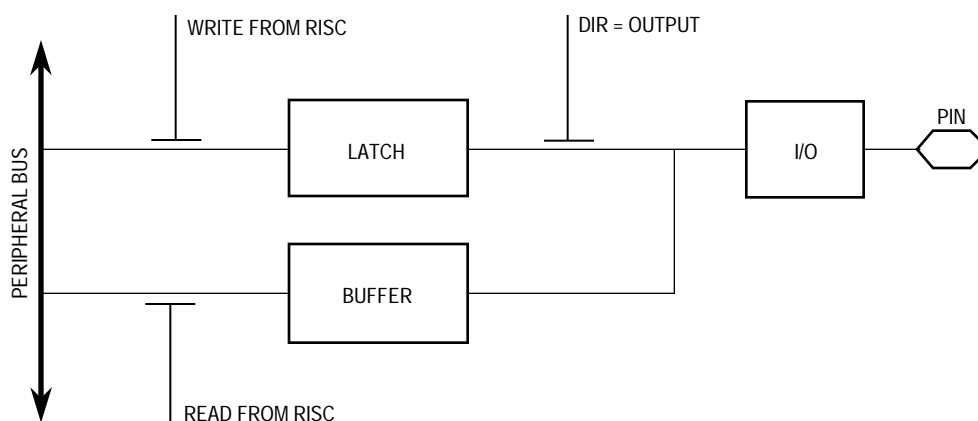 WRITE FROM RISC
DIR = OUTPUT
PIN
LATCH
I/O
PERIPHERAL BUS
BUFFER
READ FROM RISC